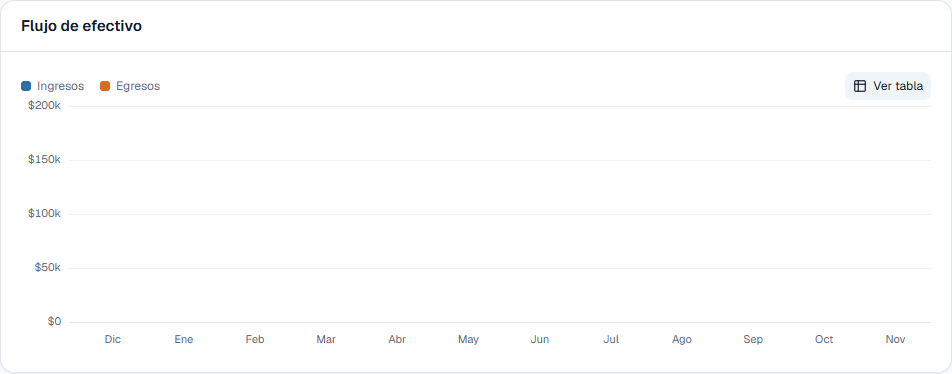 Flujo de efectivo
Ingresos Egresos
Ver tabla
$200k
$150k
$100k
$50k
$0
Dic Ene Feb Mar Abr May Jun Jul Ago Sep Oct Nov